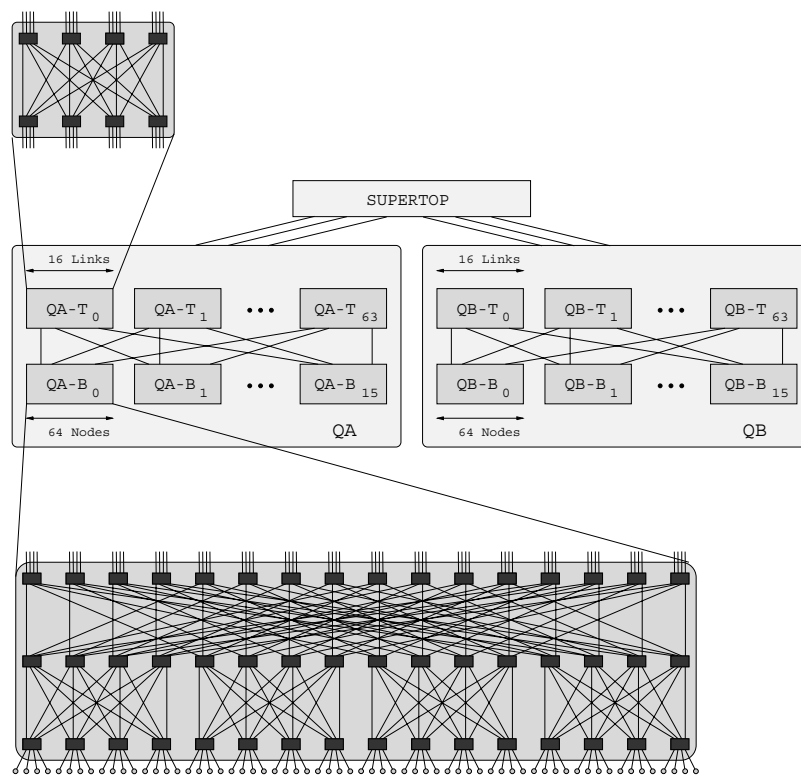 SUPERTOP
16 Links
QA-T0 QA-T1 ••• QA-T63
QA-B0 QA-B1 ••• QA-B15
64 Nodes
QA
16 Links
QB-T0 QB-T1 ••• QB-T63
QB-B0 QB-B1 ••• QB-B15
64 Nodes
QB